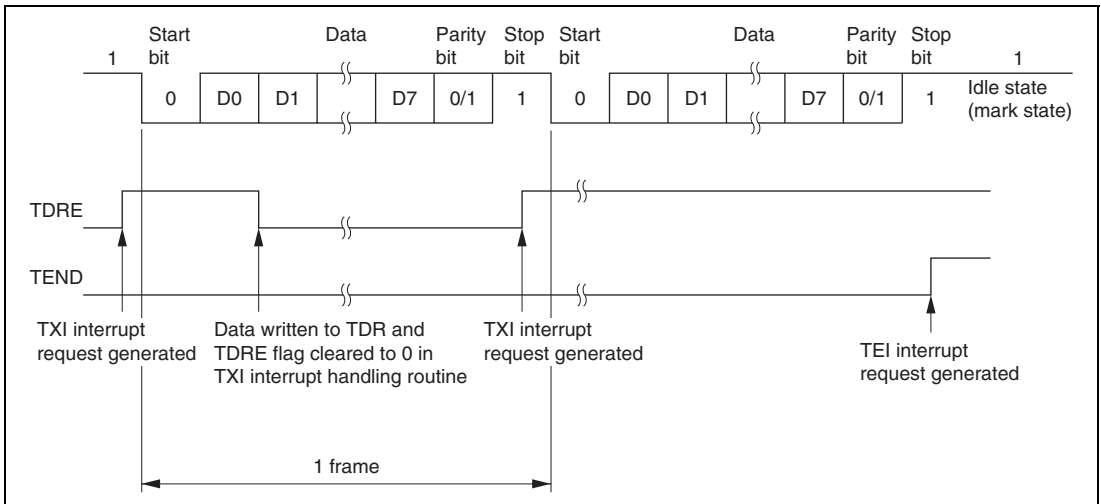 1
Start
bit
Data
Parity
bit
Stop
bit
Start
bit
Data
Parity
bit
Stop
bit
1
0
D0
D1
D7
0/1
1
0
D0
D1
D7
0/1
1
Idle state
(mark state)
TDRE
TEND
TXI interrupt
request generated
Data written to TDR and
TDRE flag cleared to 0 in
TXI interrupt handling routine
TXI interrupt
request generated
TEI interrupt
request generated
1 frame